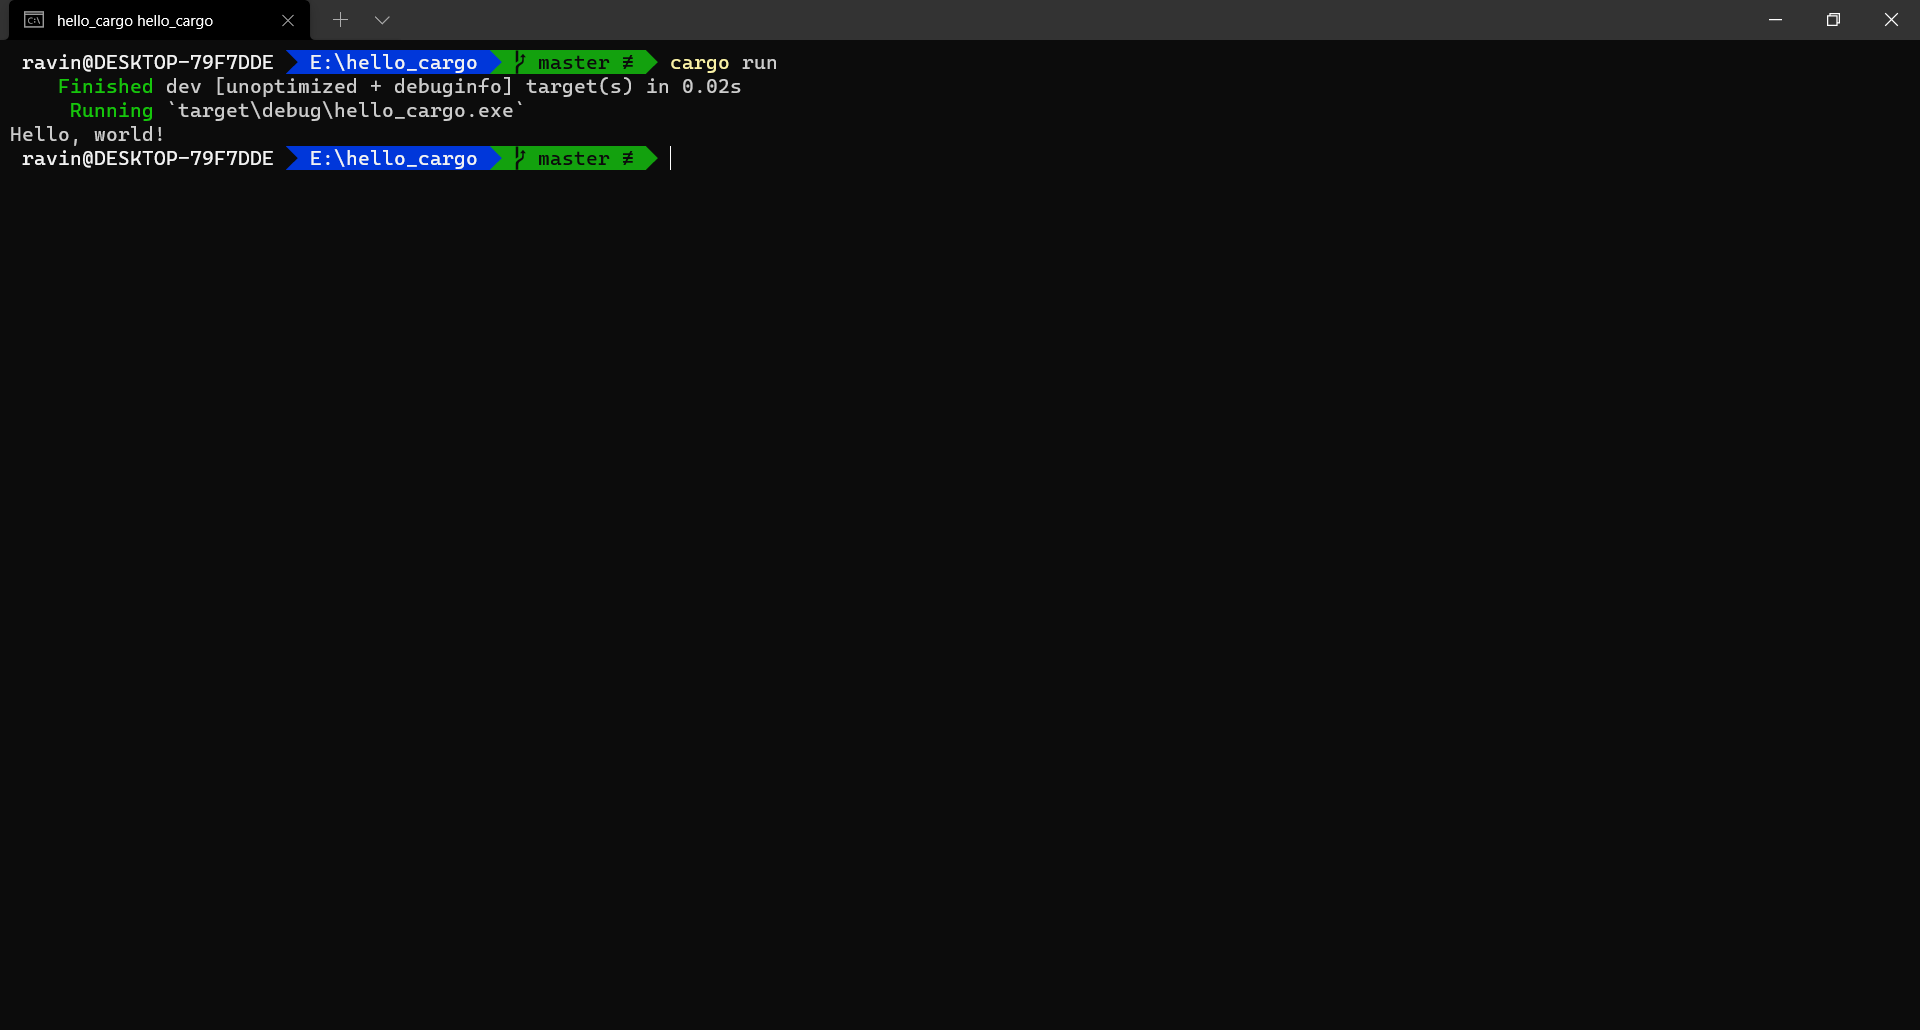 hello_cargo hello_cargo
ravin@DESKTOP-79F7DDE E:\hello_cargo master ≢ cargo run
Finished dev [unoptimized + debuginfo] target(s) in 0.02s
Running `target\debug\hello_cargo.exe`
Hello, world!
ravin@DESKTOP-79F7DDE E:\hello_cargo master ≢